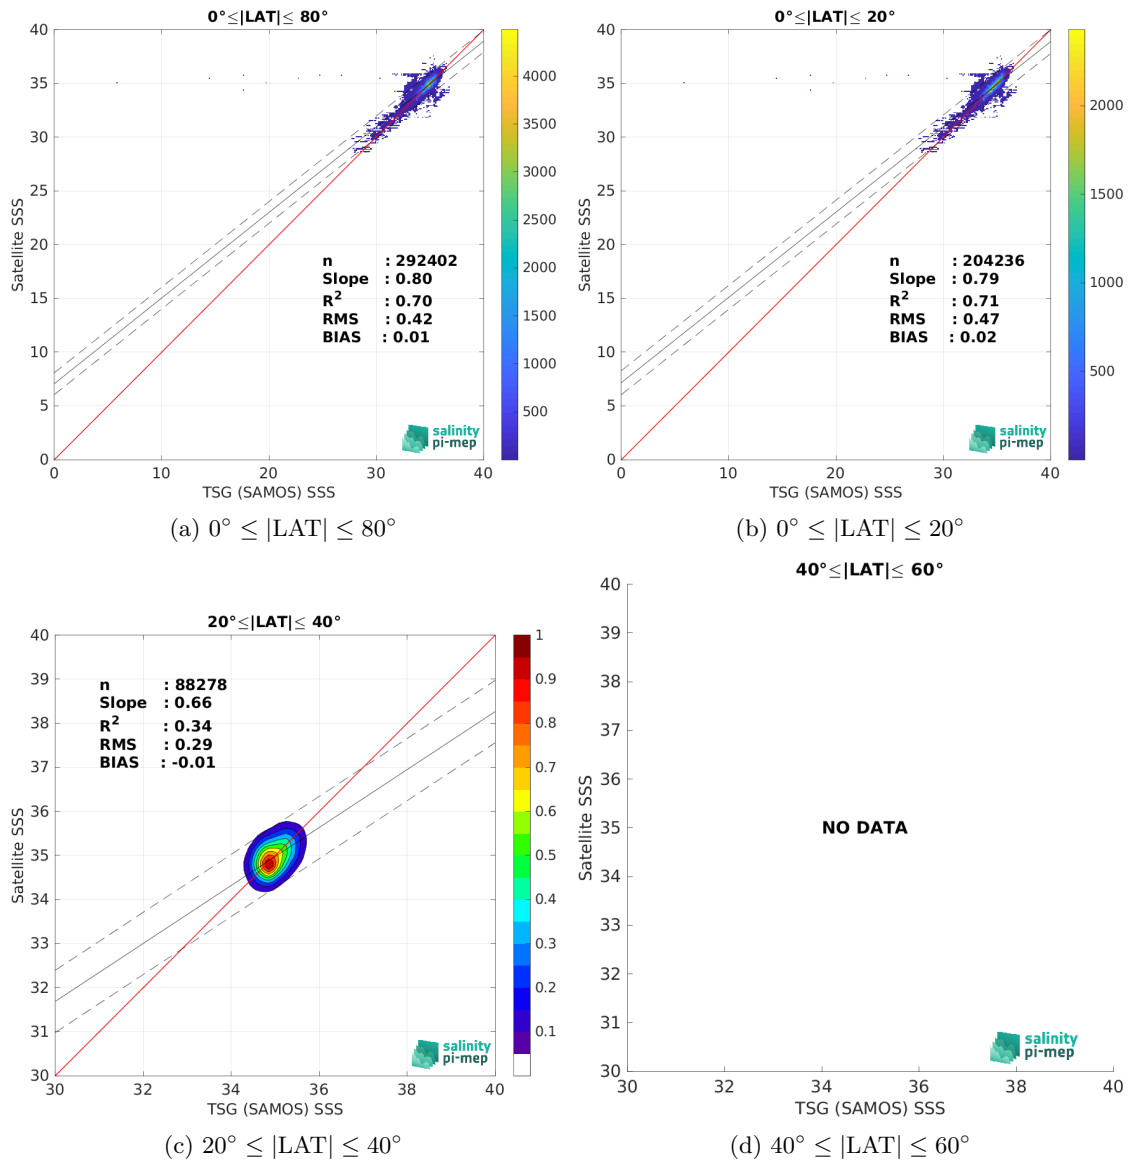 0°≤|LAT|≤ 80°
40
35
30
25
20
15
10
5
0
Satellite SSS
n : 292402
Slope : 0.80
R² : 0.70
RMS : 0.42
BIAS : 0.01
salinity
pi-mep
0 10 20 30 40
TSG (SAMOS) SSS
4000
3500
3000
2500
2000
1500
1000
500
(a) 0° ≤ |LAT| ≤ 80°
0°≤|LAT|≤ 20°
40
35
30
25
20
15
10
5
0
Satellite SSS
n : 204236
Slope : 0.79
R² : 0.71
RMS : 0.47
BIAS : 0.02
salinity
pi-mep
0 10 20 30 40
TSG (SAMOS) SSS
2000
1500
1000
500
(b) 0° ≤ |LAT| ≤ 20°
20°≤|LAT|≤ 40°
40
39
38
37
36
35
34
33
32
31
30
Satellite SSS
n : 88278
Slope : 0.66
R² : 0.34
RMS : 0.29
BIAS : -0.01
salinity
pi-mep
30 32 34 36 38 40
TSG (SAMOS) SSS
1
0.9
0.8
0.7
0.6
0.5
0.4
0.3
0.2
0.1
(c) 20° ≤ |LAT| ≤ 40°
40°≤|LAT|≤ 60°
40
39
38
37
36
35
34
33
32
31
30
Satellite SSS
NO DATA
salinity
pi-mep
30 32 34 36 38 40
TSG (SAMOS) SSS
(d) 40° ≤ |LAT| ≤ 60°